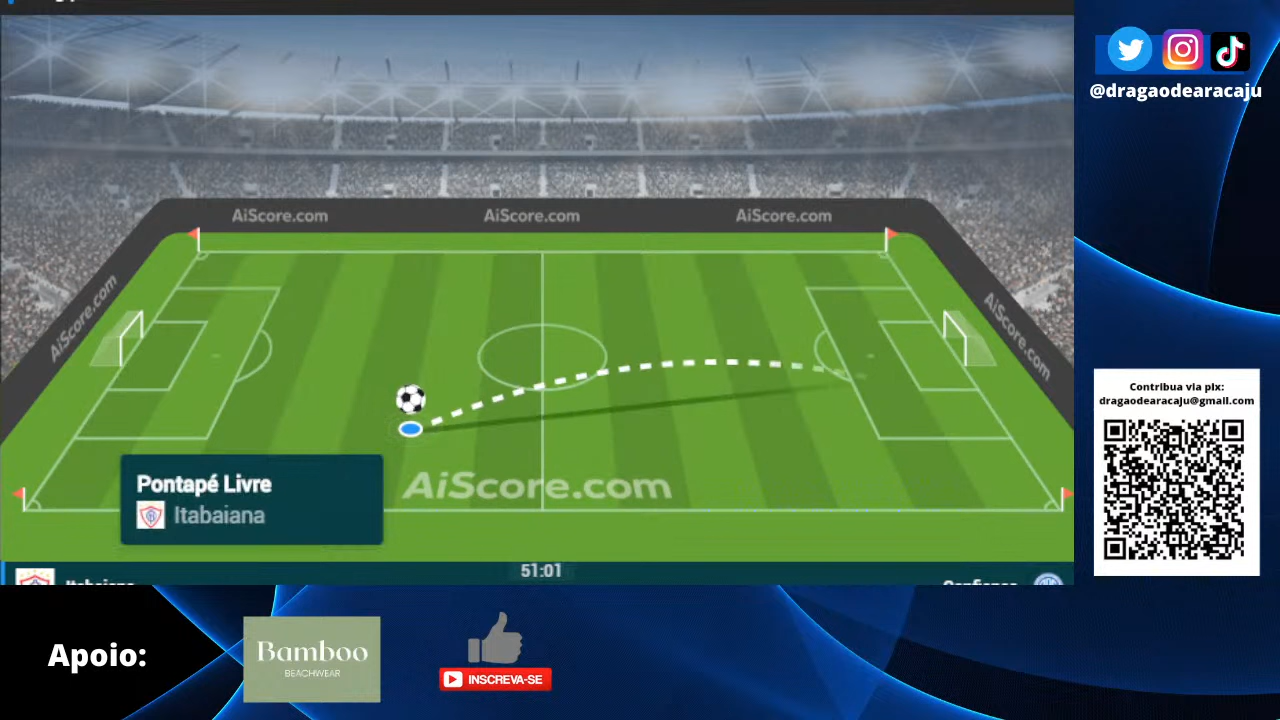 @dragaodearacaju
AiScore.com
AiScore.com
AiScore.com
AiScore.com
AiScore.com
Contribua via pix:
dragaodearacaju@gmail.com
Pontapé Livre
Itabaiana
AiScore.com
51:01
Itabaiana
Apoio:
Bamboo
BEACHWEAR
INSCREVA-SE